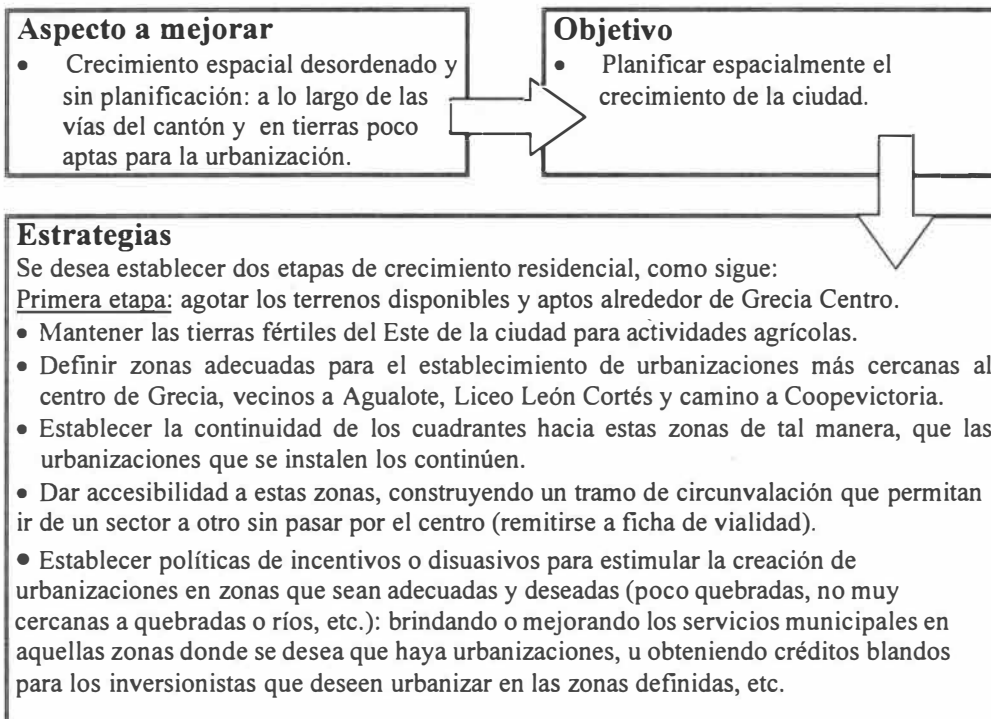 Aspecto a mejorar
• Crecimiento espacial desordenado y
sin planificación: a lo largo de las
vías del cantón y en tierras poco
aptas para la urbanización.
Objetivo
• Planificar espacialmente el
crecimiento de la ciudad.
Estrategias
Se desea establecer dos etapas de crecimiento residencial, como sigue:
Primera etapa: agotar los terrenos disponibles y aptos alrededor de Grecia Centro.
• Mantener las tierras fértiles del Este de la ciudad para actividades agrícolas.
• Definir zonas adecuadas para el establecimiento de urbanizaciones más cercanas al
centro de Grecia, vecinos a Agualote, Liceo León Cortés y camino a Coopevictoria.
• Establecer la continuidad de los cuadrantes hacia estas zonas de tal manera, que las
urbanizaciones que se instalen los continúen.
• Dar accesibilidad a estas zonas, construyendo un tramo de circunvalación que permitan
ir de un sector a otro sin pasar por el centro (remitirse a ficha de vialidad).
• Establecer políticas de incentivos o disuasivos para estimular la creación de
urbanizaciones en zonas que sean adecuadas y deseadas (poco quebradas, no muy
cercanas a quebradas o ríos, etc.): brindando o mejorando los servicios municipales en
aquellas zonas donde se desea que haya urbanizaciones, u obteniendo créditos blandos
para los inversionistas que deseen urbanizar en las zonas definidas, etc.